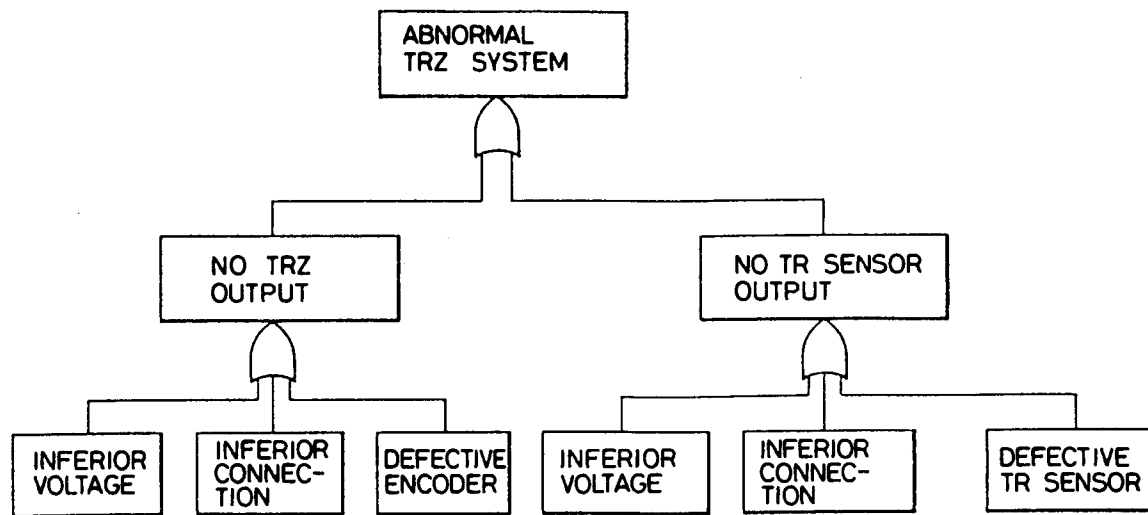 ABNORMAL
TRZ SYSTEM
NO TRZ
OUTPUT
NO TR SENSOR
OUTPUT
INFERIOR
VOLTAGE
INFERIOR
CONNEC-
TION
DEFECTIVE
ENCODER
INFERIOR
VOLTAGE
INFERIOR
CONNEC-
TION
DEFECTIVE
TR SENSOR